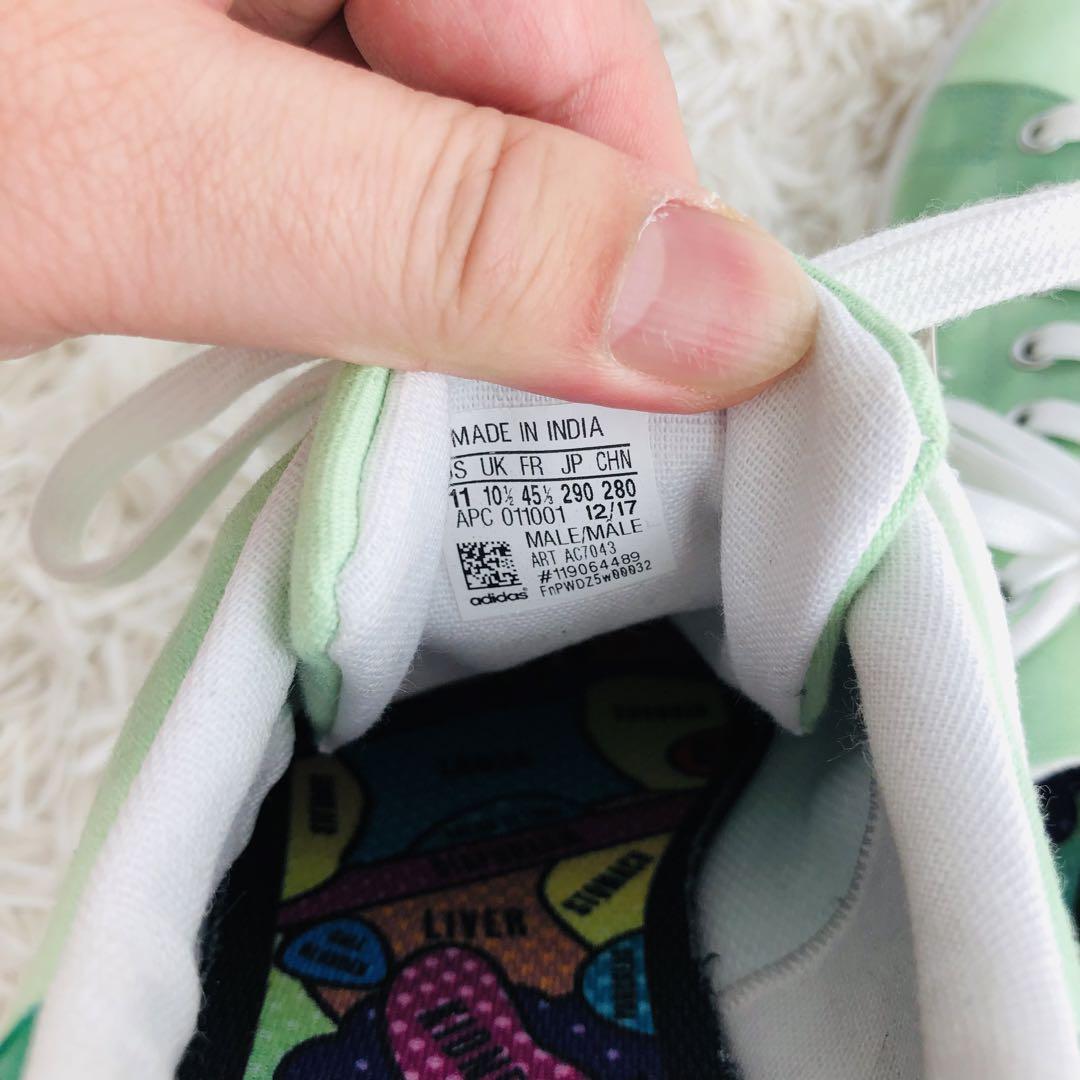 MADE IN INDIA
US UK FR JP CHN
11 10½ 45⅓ 290 280
APC 011001 12/17
MALE/MÂLE
ART AC7043
#119064489
FnPWDZ5w00032
adidas
STOMACH
LIVER